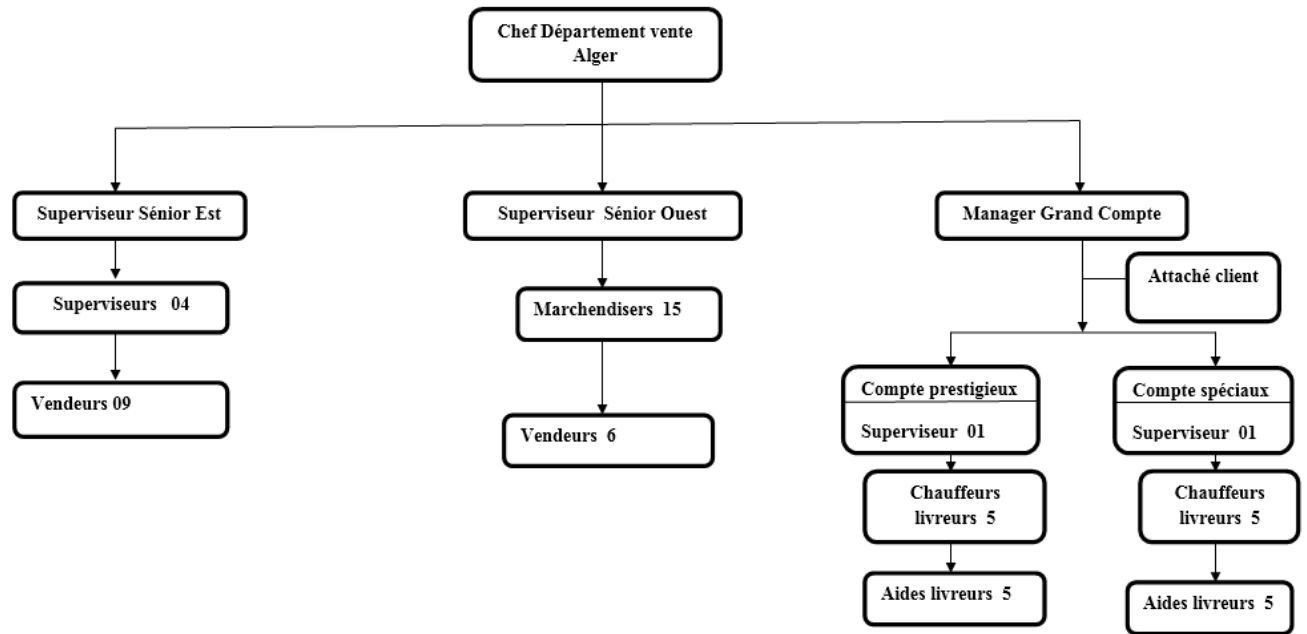 Chef Département vente
Alger
Superviseur Sénior Est
Superviseur Sénior Ouest
Manager Grand Compte
Attaché client
Superviseurs 04
Marchendisers 15
Vendeurs 09
Vendeurs 6
Compte prestigieux
Superviseur 01
Compte spéciaux
Superviseur 01
Chauffeurs
livreurs 5
Chauffeurs
livreurs 5
Aides livreurs 5
Aides livreurs 5